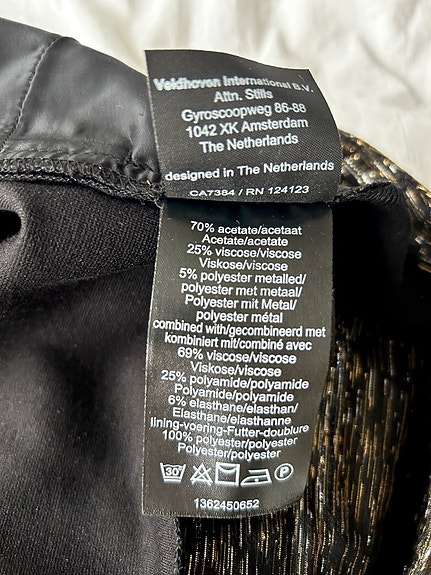 Veldhoven International B.V.
Attn. Stills
Gyroscoopweg 86-88
1042 XK Amsterdam
The Netherlands
designed in The Netherlands
CA7384 / RN 124123
70% acetate/acetaat
Acetate/acetate
25% viscose/viscose
Viskose/viscose
5% polyester metalled/
polyester met metaal/
Polyester mit Metal/
polyester métal
combined with/gecombineerd met
kombiniert mit/combiné avec
69% viscose/viscose
Viskose/viscose
25% polyamide/polyamide
Polyamide/polyamide
6% elasthane/elasthan/
Elasthane/elasthanne
lining-voering-Futter-doublure
100% polyester/polyester
Polyester/polyester
30° P
1362450652